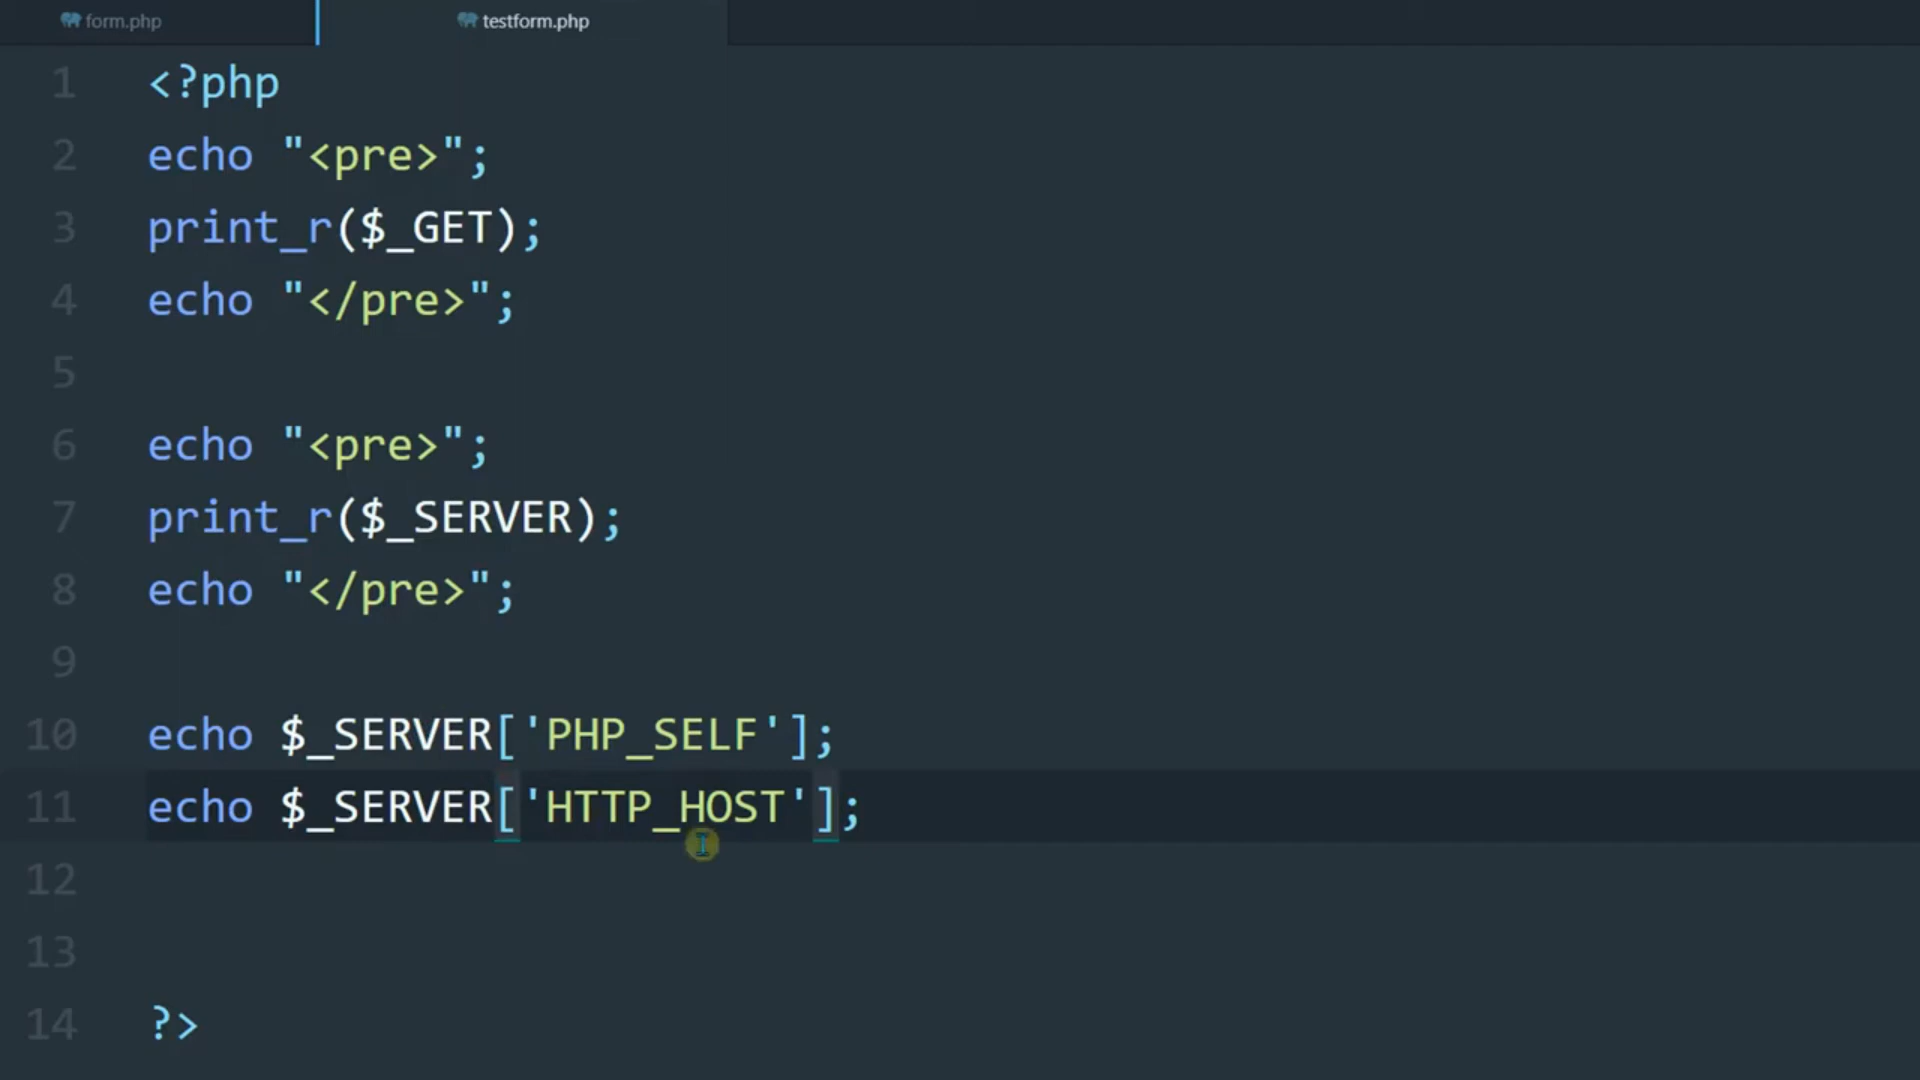 form.php
testform.php
1 <?php
2 echo "<pre>";
3 print_r($_GET);
4 echo "</pre>";
5
6 echo "<pre>";
7 print_r($_SERVER);
8 echo "</pre>";
9
10 echo $_SERVER['PHP_SELF'];
11 echo $_SERVER['HTTP_HOST'];
12
13
14 ?>